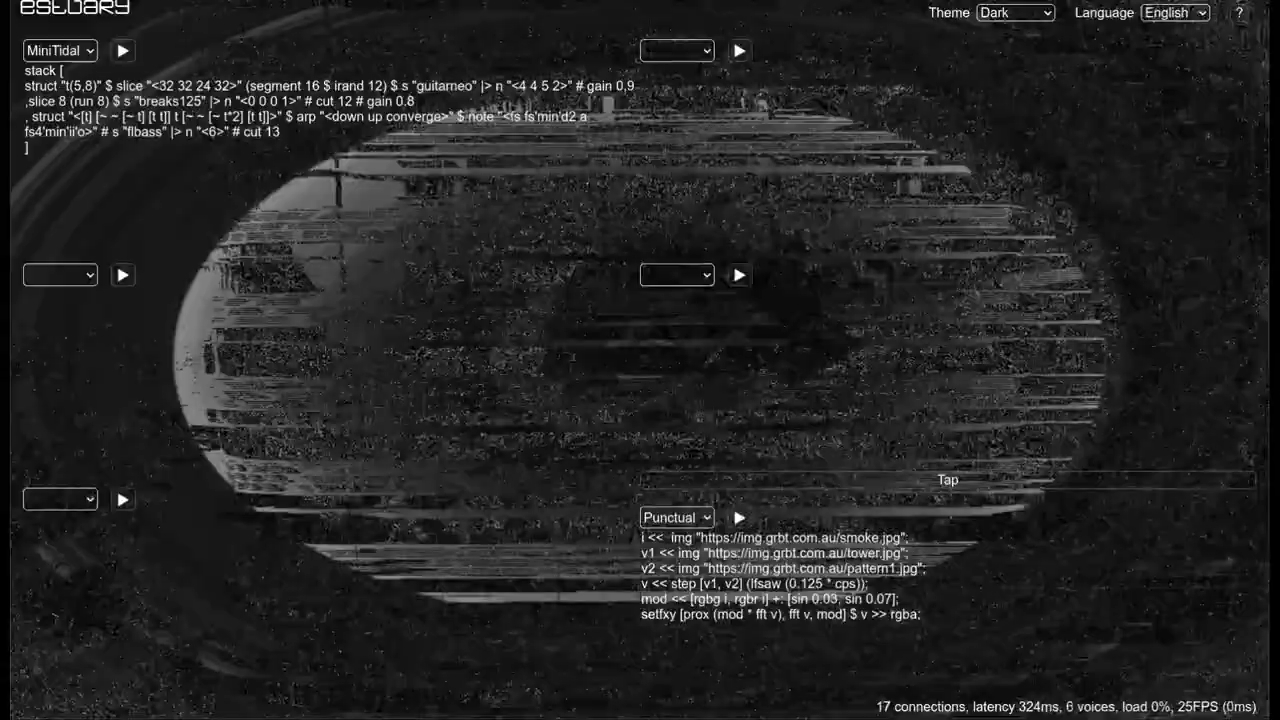 estuary
Theme Dark Language English ?
MiniTidal
stack [
struct "t(5,8)" $ slice "<32 32 24 32>" (segment 16 $ irand 12) $ s "guitarneo" |> n "<4 4 5 2>" # gain 0.9
,slice 8 (run 8) $ s "breaks125" |> n "<0 0 0 1>" # cut 12 # gain 0.8
, struct "<[t] [~ ~ [~ t] [t t]] t [~ ~ [~ t*2] [t t]]>" $ arp "<down up converge>" $ note "<fs fs'min'd2 a
fs4'min'ii'o>" # s "flbass" |> n "<6>" # cut 13
]
Tap
Punctual
i << img "https://img.grbt.com.au/smoke.jpg";
v1 << img "https://img.grbt.com.au/tower.jpg";
v2 << img "https://img.grbt.com.au/pattern1.jpg";
v << step [v1, v2] (lfsaw (0.125 * cps));
mod << [rgbg i, rgbr i] +: [sin 0.03, sin 0.07];
setfxy [prox (mod * fft v), fft v, mod] $ v >> rgba;
17 connections, latency 324ms, 6 voices, load 0%, 25FPS (0ms)